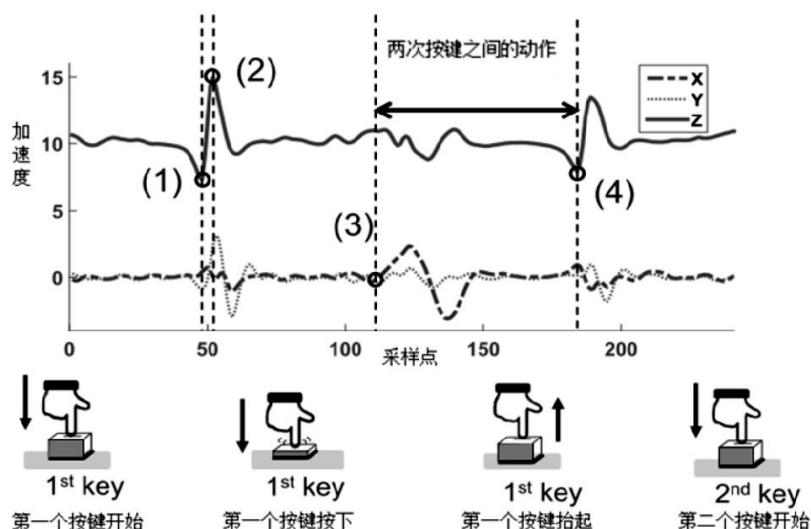 两次按键之间的动作
X
Y
Z
加速度
15
10
5
0
(1)
(2)
(3)
(4)
0
50
100
150
200
采样点
1st key
1st key
1st key
2nd key
第一个按键开始
第一个按键按下
第一个按键抬起
第二个按键开始